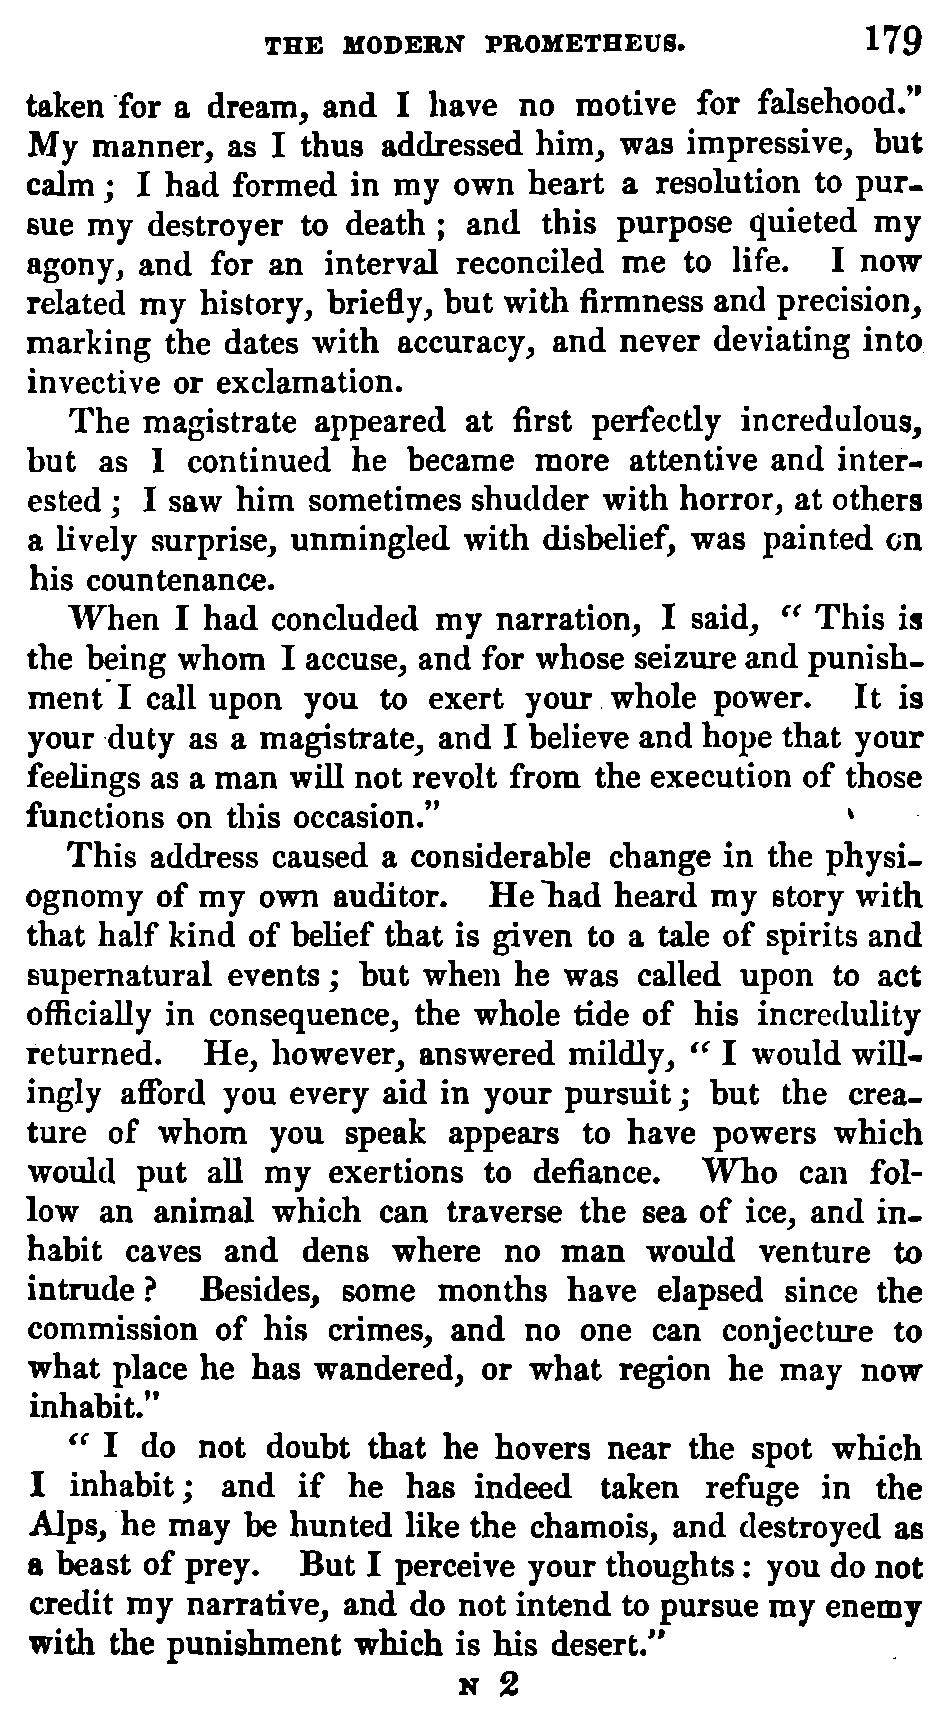 THE MODERN PROMETHEUS. 179
taken for a dream, and I have no motive for falsehood."
My manner, as I thus addressed him, was impressive, but
calm ; I had formed in my own heart a resolution to pur-
sue my destroyer to death ; and this purpose quieted my
agony, and for an interval reconciled me to life. I now
related my history, briefly, but with firmness and precision,
marking the dates with accuracy, and never deviating into
invective or exclamation.
The magistrate appeared at first perfectly incredulous,
but as I continued he became more attentive and inter-
ested ; I saw him sometimes shudder with horror, at others
a lively surprise, unmingled with disbelief, was painted on
his countenance.
When I had concluded my narration, I said, " This is
the being whom I accuse, and for whose seizure and punish-
ment I call upon you to exert your whole power. It is
your duty as a magistrate, and I believe and hope that your
feelings as a man will not revolt from the execution of those
functions on this occasion."
This address caused a considerable change in the physi-
ognomy of my own auditor. He had heard my story with
that half kind of belief that is given to a tale of spirits and
supernatural events ; but when he was called upon to act
officially in consequence, the whole tide of his incredulity
returned. He, however, answered mildly, " I would will-
ingly afford you every aid in your pursuit ; but the crea-
ture of whom you speak appears to have powers which
would put all my exertions to defiance. Who can fol-
low an animal which can traverse the sea of ice, and in-
habit caves and dens where no man would venture to
intrude ? Besides, some months have elapsed since the
commission of his crimes, and no one can conjecture to
what place he has wandered, or what region he may now
inhabit."
" I do not doubt that he hovers near the spot which
I inhabit ; and if he has indeed taken refuge in the
Alps, he may be hunted like the chamois, and destroyed as
a beast of prey. But I perceive your thoughts : you do not
credit my narrative, and do not intend to pursue my enemy
with the punishment which is his desert."
N 2